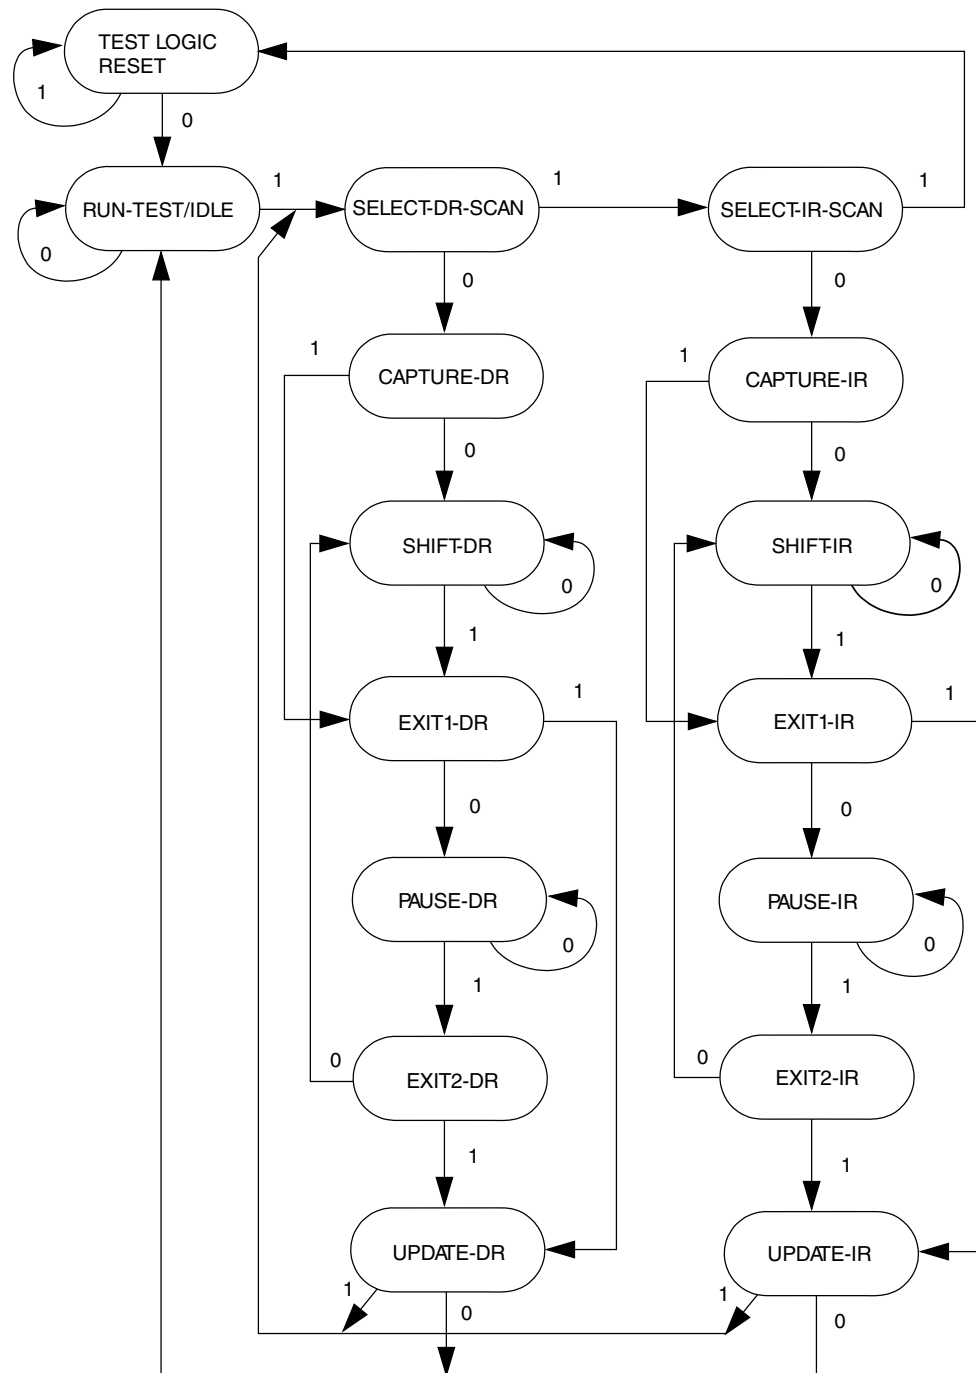 TEST LOGIC
RESET
1
0
RUN-TEST/IDLE
1
SELECT-DR-SCAN
1
SELECT-IR-SCAN
1
0
0
0
CAPTURE-DR
1
CAPTURE-IR
1
0
0
SHIFT-DR
0
SHIFT-IR
0
1
1
EXIT1-DR
1
EXIT1-IR
1
0
0
PAUSE-DR
0
PAUSE-IR
0
1
1
EXIT2-DR
0
EXIT2-IR
0
1
1
UPDATE-DR
UPDATE-IR
1
0
1
0